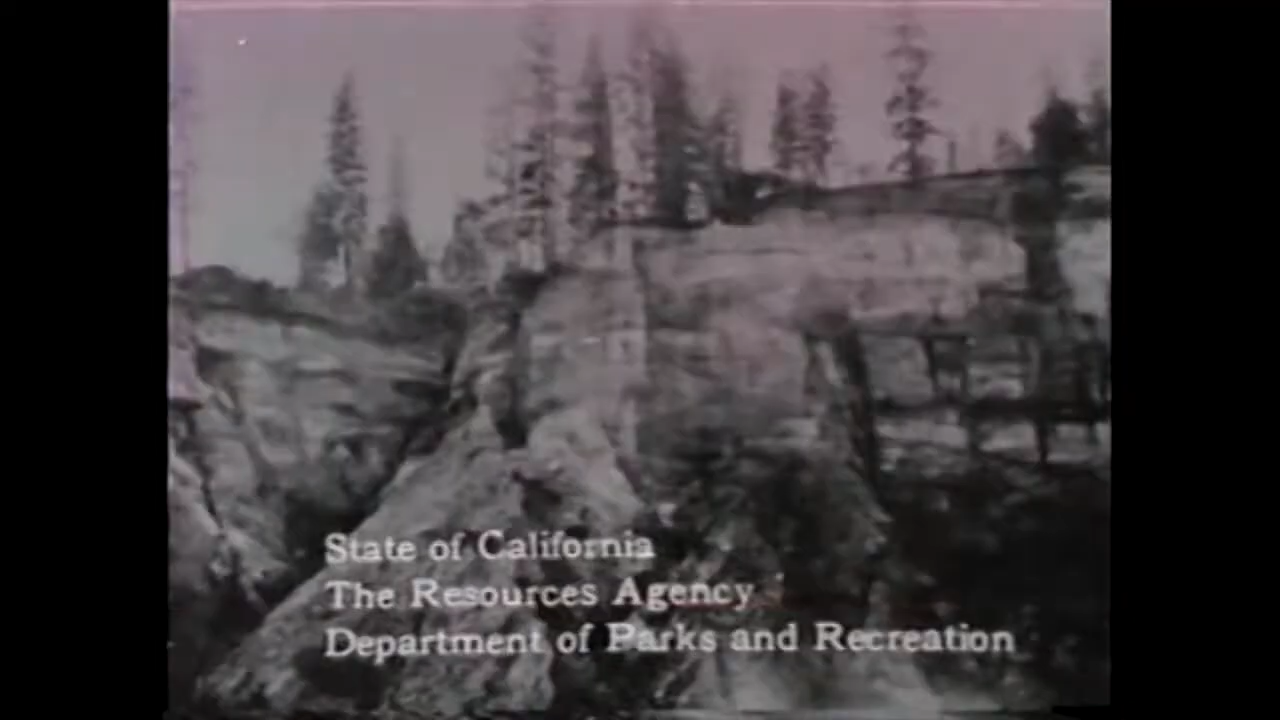 State of California
The Resources Agency
Department of Parks and Recreation